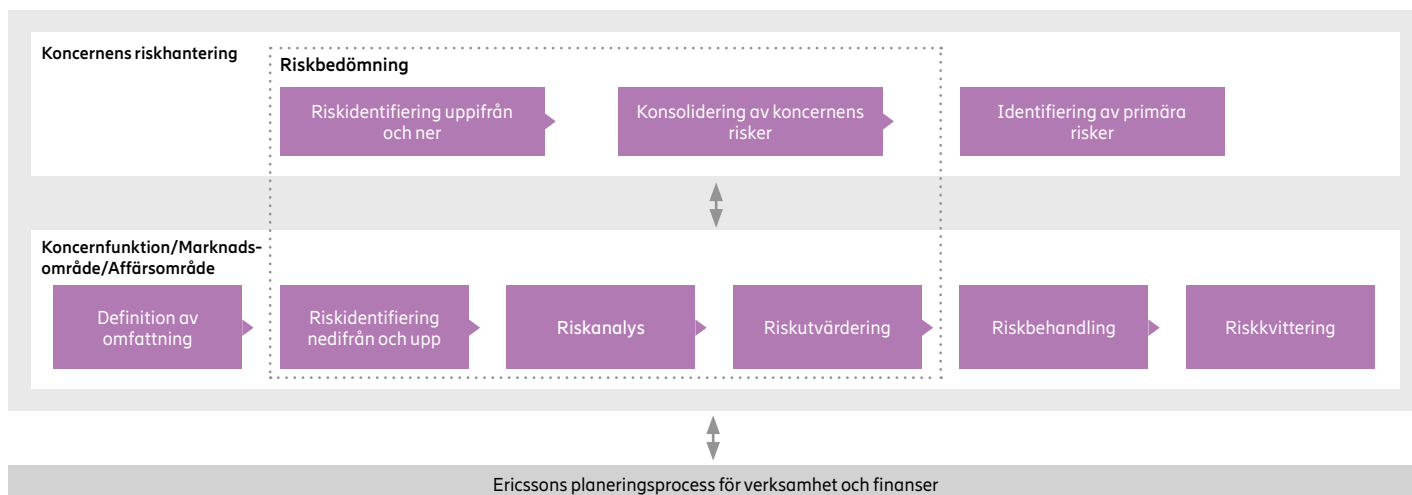 Koncernens riskhantering
Riskbedömning
Riskidentifiering uppifrån
och ner
Konsolidering av koncernens
risker
Identifiering av primära
risker
Koncernfunktion/Marknads-
område/Affärsområde
Definition av
omfattning
Riskidentifiering
nedifrån och upp
Riskanalys
Riskutvärdering
Riskbehandling
Riskkvittering
Ericssons planeringsprocess för verksamhet och finanser